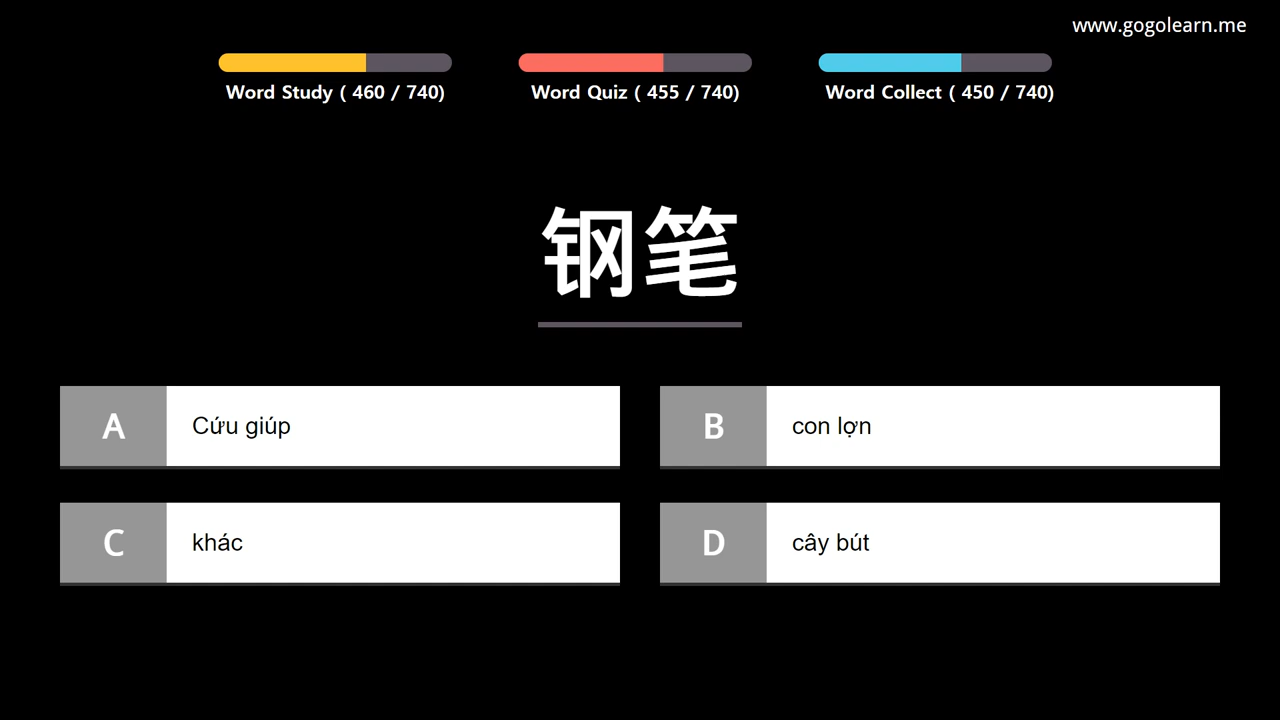 www.gogolearn.me
Word Study ( 460 / 740)
Word Quiz ( 455 / 740)
Word Collect ( 450 / 740)
钢笔
A Cứu giúp
B con lợn
C khác
D cây bút